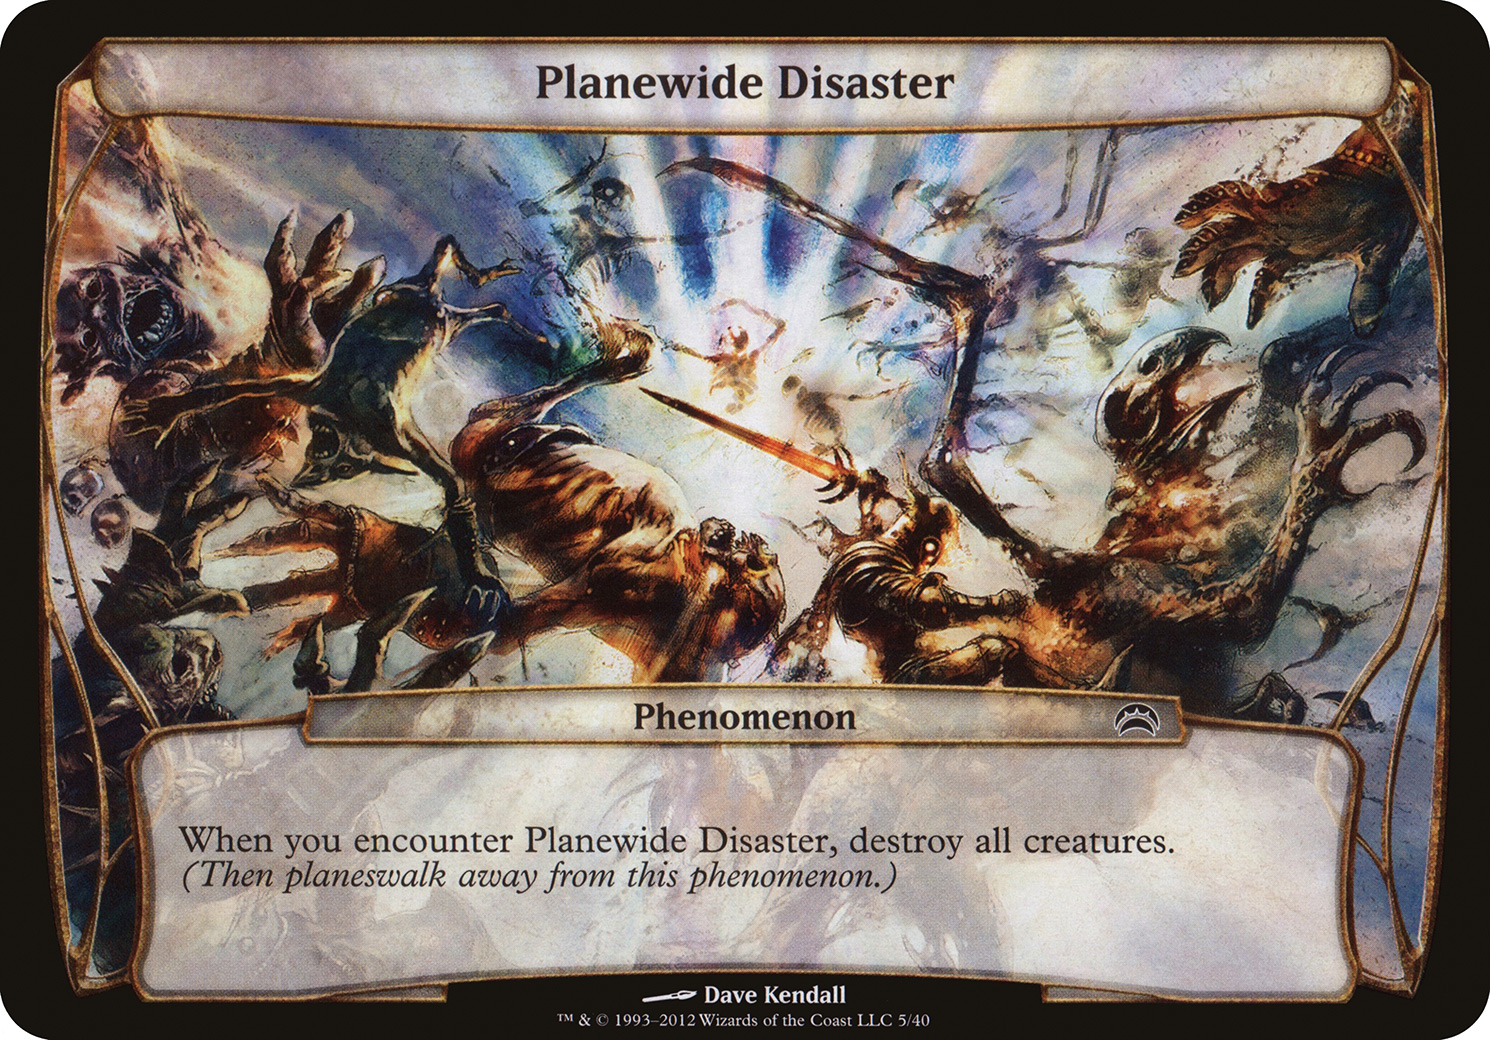 Planewide Disaster
Phenomenon
When you encounter Planewide Disaster, destroy all creatures.
(Then planeswalk away from this phenomenon.)
Dave Kendall
™ & © 1993–2012 Wizards of the Coast LLC 5/40